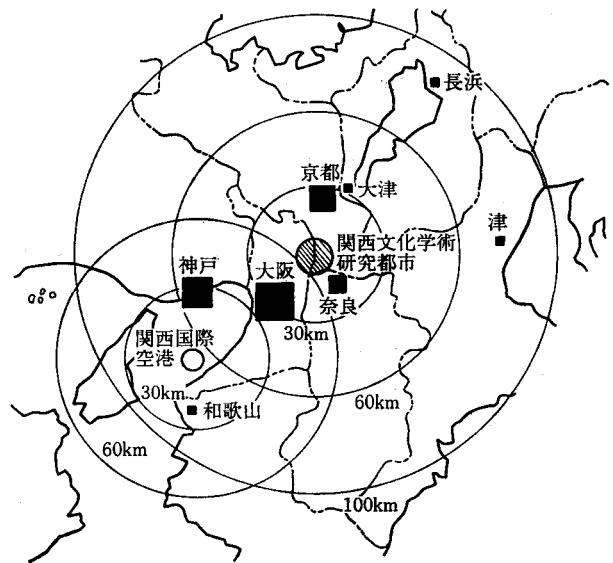 長浜
京都
大津
関西文化学術
研究都市
津
神戸
大阪
奈良
30km
関西国際
空港
30km
和歌山
60km
60km
100km